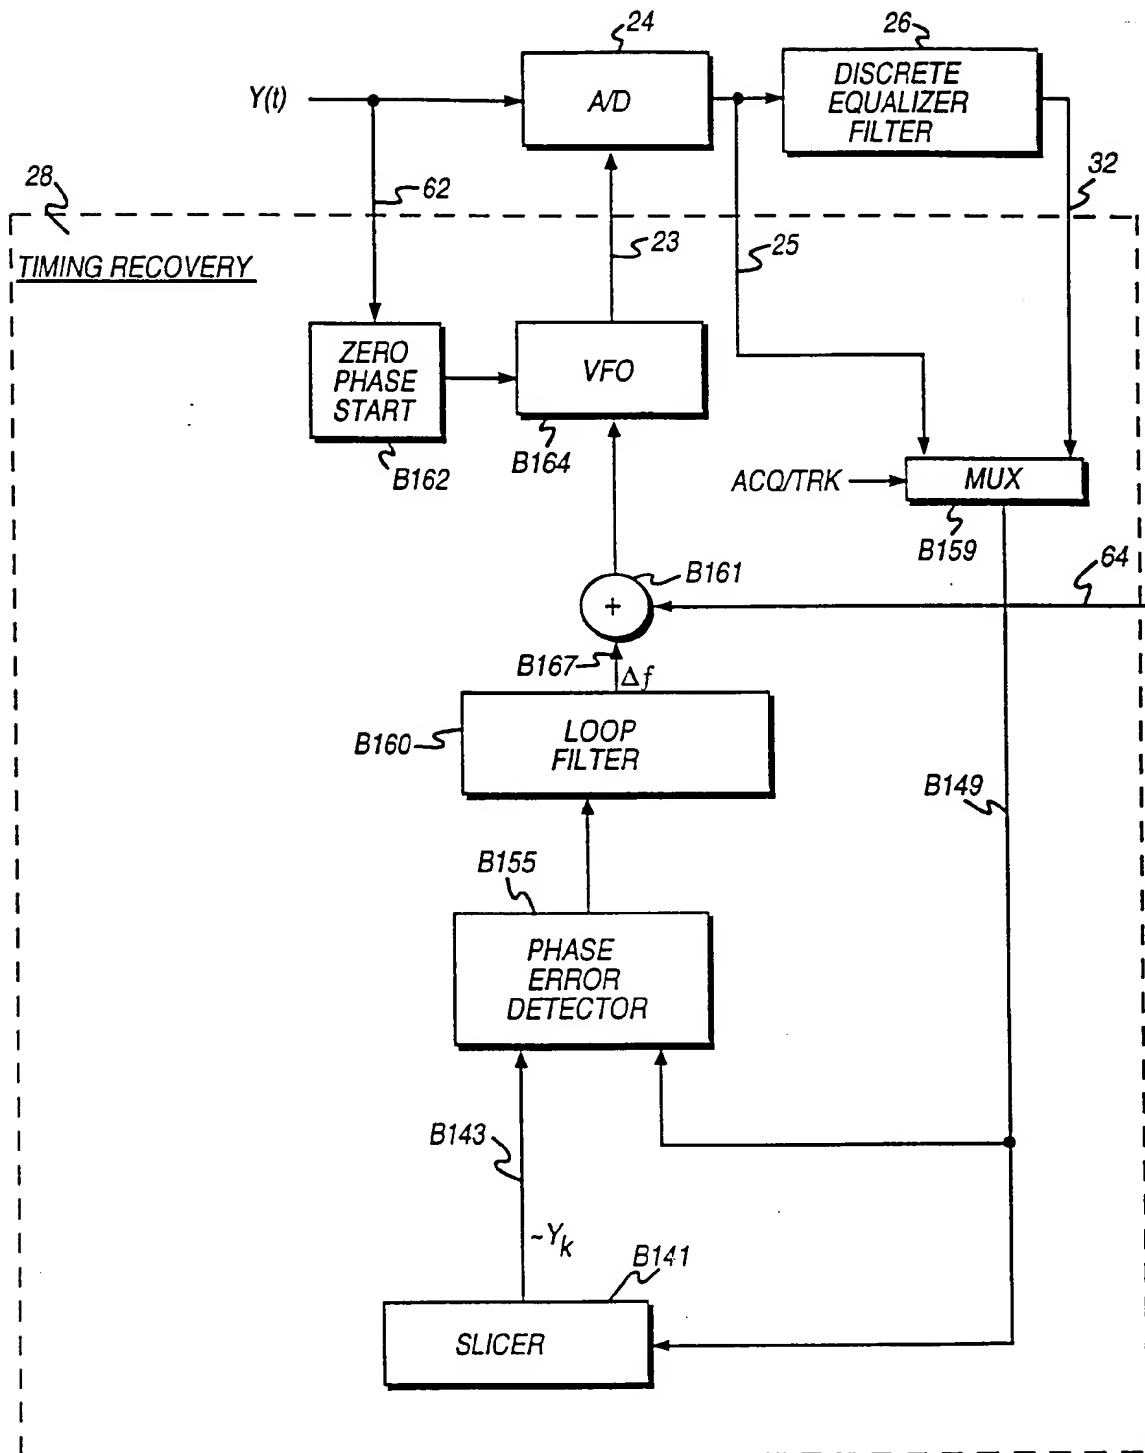 24
26
Y(t)
A/D
DISCRETE
EQUALIZER
FILTER
28
62
32
23
25
TIMING RECOVERY
ZERO
PHASE
START
VFO
B162
B164
ACQ/TRK
MUX
B159
B161
64
+
B167
Δf
B160
LOOP
FILTER
B149
B155
PHASE
ERROR
DETECTOR
B143
~Yk
B141
SLICER